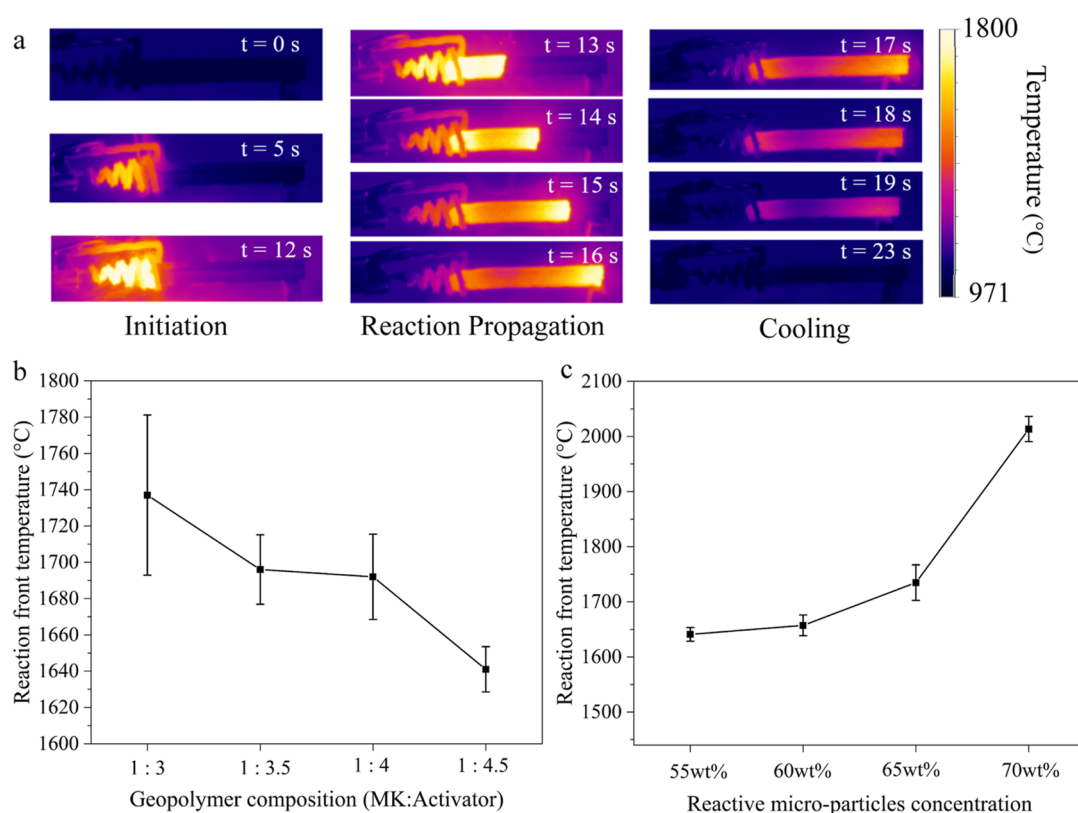 a
t = 0 s
t = 5 s
t = 12 s
Initiation
t = 13 s
t = 14 s
t = 15 s
t = 16 s
Reaction Propagation
t = 17 s
t = 18 s
t = 19 s
t = 23 s
Cooling
1800
971
Temperature (°C)
b
Reaction front temperature (°C)
1800
1780
1760
1740
1720
1700
1680
1660
1640
1620
1600
1 : 3
1 : 3.5
1 : 4
1 : 4.5
Geopolymer composition (MK:Activator)
c
Reaction front temperature (°C)
2100
2000
1900
1800
1700
1600
1500
55wt%
60wt%
65wt%
70wt%
Reactive micro-particles concentration